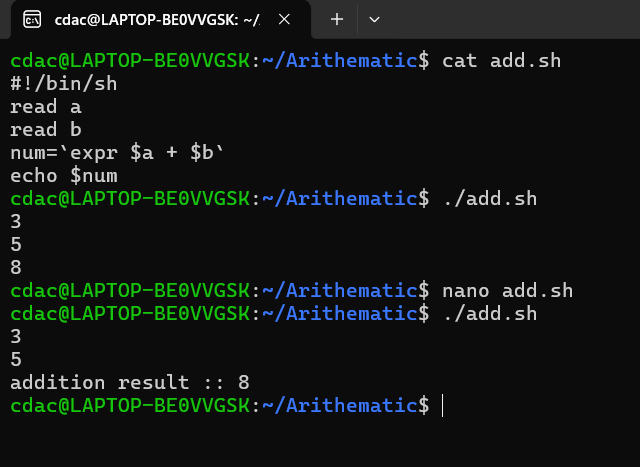 cdac@LAPTOP-BE0VVGSK: ~/.
cdac@LAPTOP-BE0VVGSK:~/Arithematic$ cat add.sh
#!/bin/sh
read a
read b
num=`expr $a + $b`
echo $num
cdac@LAPTOP-BE0VVGSK:~/Arithematic$ ./add.sh
3
5
8
cdac@LAPTOP-BE0VVGSK:~/Arithematic$ nano add.sh
cdac@LAPTOP-BE0VVGSK:~/Arithematic$ ./add.sh
3
5
addition result :: 8
cdac@LAPTOP-BE0VVGSK:~/Arithematic$